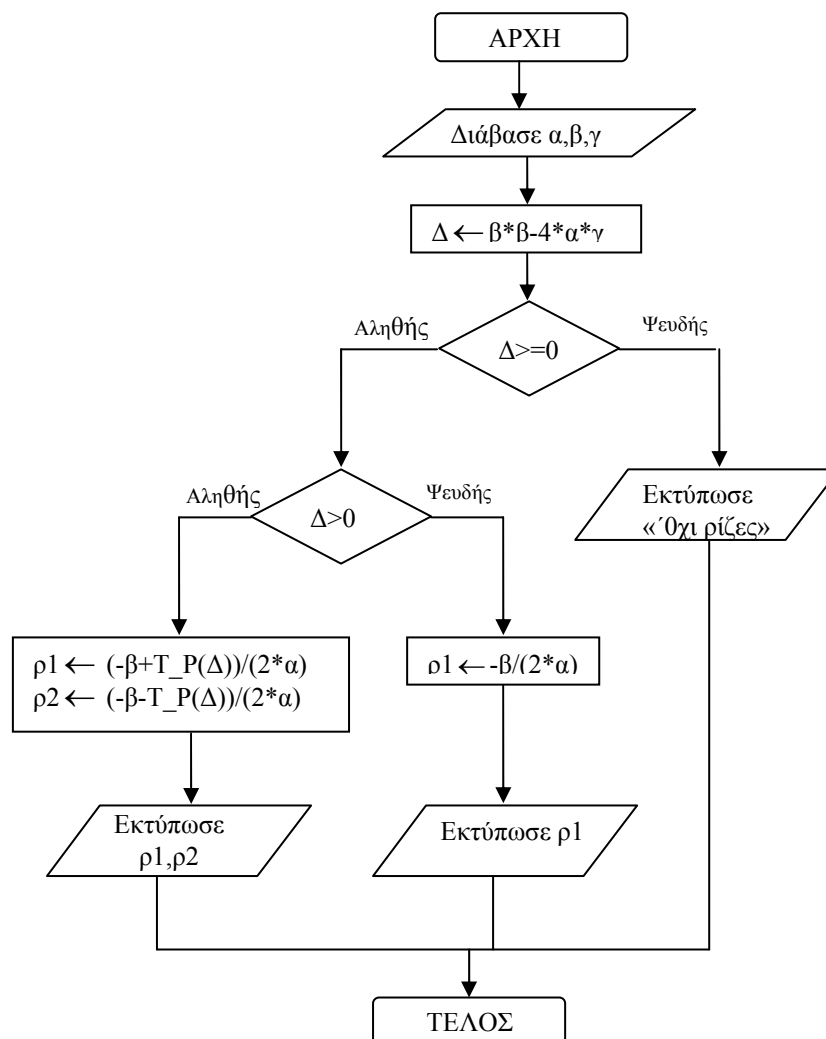 ΑΡΧΗ
Διάβασε α,β,γ
Δ ← β*β-4*α*γ
Αληθής
Ψευδής
Δ>=0
Αληθής
Ψευδής
Δ>0
Εκτύπωσε
«΄0χι ρίζες»
ρ1 ← (-β+Τ_Ρ(Δ))/(2*α)
ρ2 ← (-β-Τ_Ρ(Δ))/(2*α)
ρ1 ← -β/(2*α)
Εκτύπωσε
ρ1,ρ2
Εκτύπωσε ρ1
ΤΕΛΟΣ